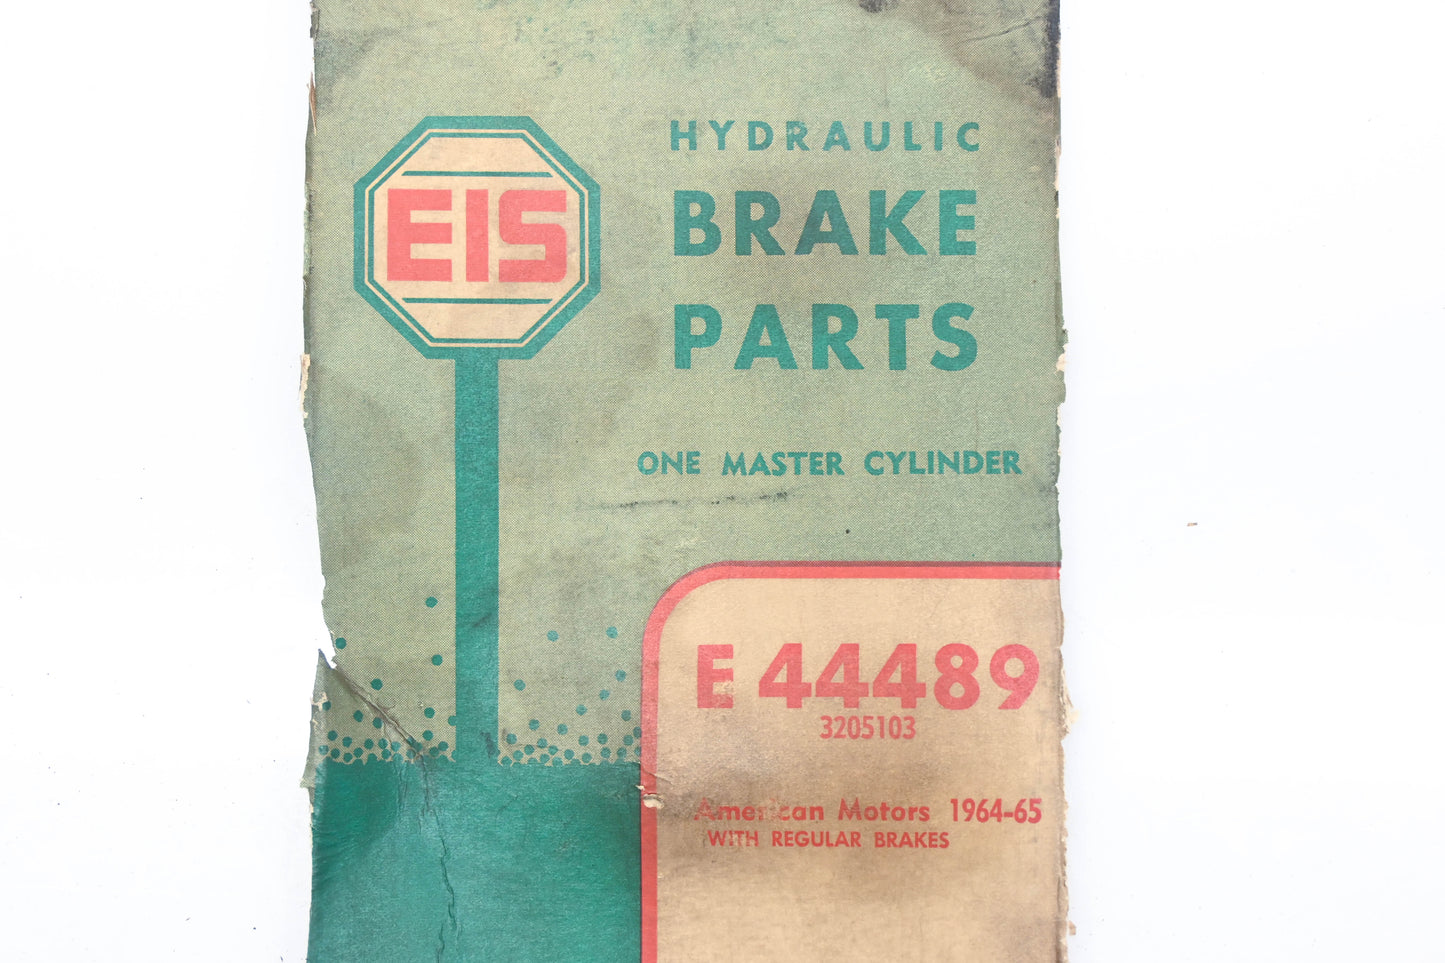 EIS
HYDRAULIC
BRAKE
PARTS
ONE MASTER CYLINDER
E 44489
3205103
American Motors 1964-65
WITH REGULAR BRAKES